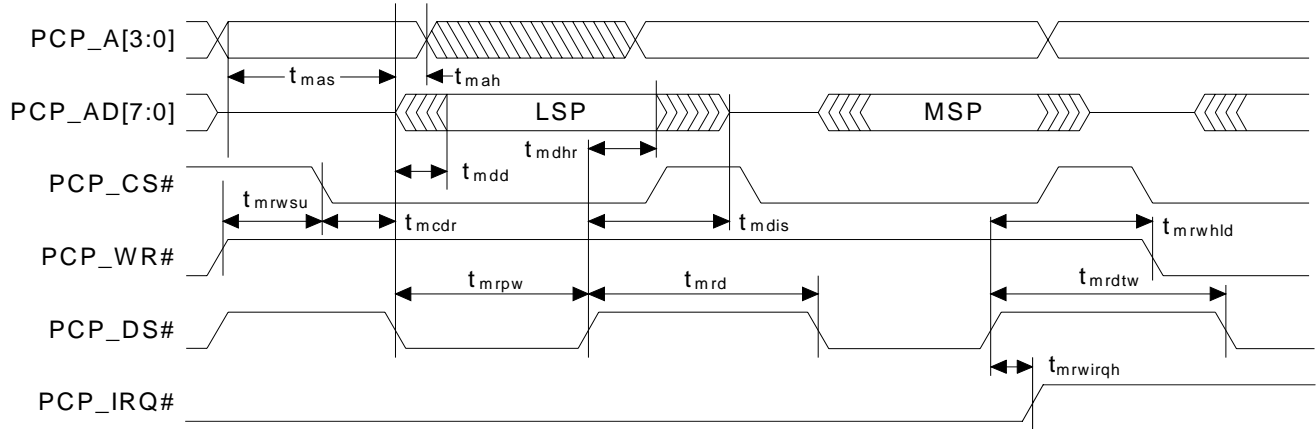 PCP_A[3:0]
t mas
t mah
PCP_AD[7:0]
LSP
MSP
t mdhr
t mdd
PCP_CS#
t mrwsu
t mcdr
t mdis
t mrwhld
PCP_WR#
t mrpw
t mrd
t mrdtw
PCP_DS#
t mrwirqh
PCP_IRQ#